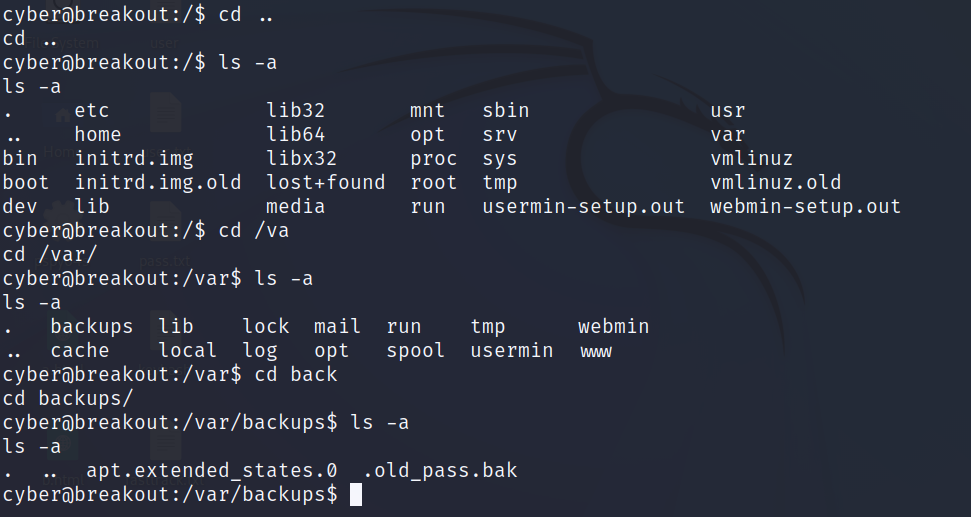 cyber@breakout:/$ cd ..
cd ..
cyber@breakout:/$ ls -a
ls -a
.    etc             lib32       mnt   sbin               usr
..   home            lib64       opt   srv                var
bin  initrd.img      libx32      proc  sys                vmlinuz
boot  initrd.img.old  lost+found  root  tmp                vmlinuz.old
dev  lib             media       run   usermin-setup.out  webmin-setup.out
cyber@breakout:/$ cd /va
cd /var/
cyber@breakout:/var$ ls -a
ls -a
.   backups  lib    lock  mail  run    tmp      webmin
..  cache    local  log   opt   spool  usermin  www
cyber@breakout:/var$ cd back
cd backups/
cyber@breakout:/var/backups$ ls -a
ls -a
.  ..  apt.extended_states.0  .old_pass.bak
cyber@breakout:/var/backups$